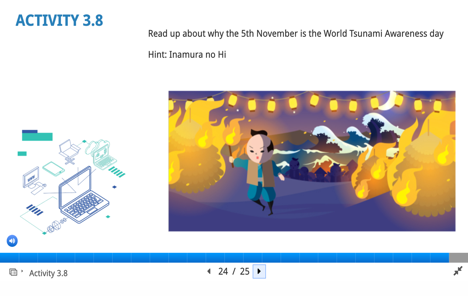 ACTIVITY 3.8
Read up about why the 5th November is the World Tsunami Awareness day
Hint: Inamura no Hi
Activity 3.8
24 / 25